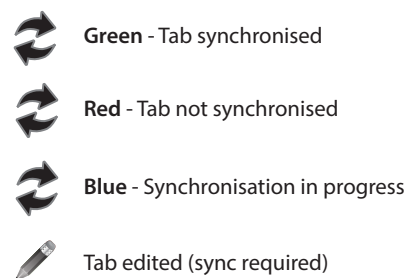 Green - Tab synchronised
Red - Tab not synchronised
Blue - Synchronisation in progress
Tab edited (sync required)